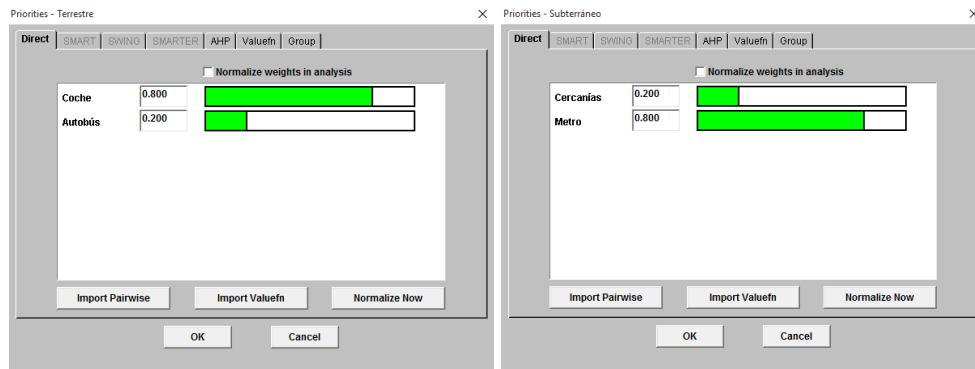 Priorities - Terrestre
Direct SMART SWING SMARTER AHP Valuefn Group
Normalize weights in analysis
Coche 0.800
Autobús 0.200
Import Pairwise Import Valuefn Normalize Now
OK Cancel
Priorities - Subterráneo
Direct SMART SWING SMARTER AHP Valuefn Group
Normalize weights in analysis
Cercanías 0.200
Metro 0.800
Import Pairwise Import Valuefn Normalize Now
OK Cancel